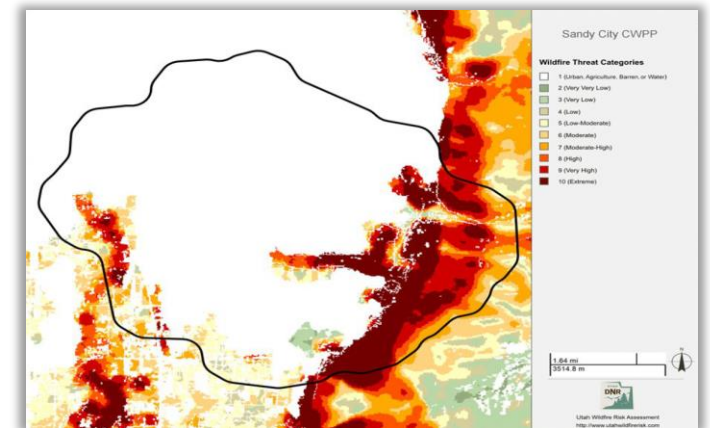 Sandy City CWPP
Wildfire Threat Categories
1 (Urban, Agriculture, Barren, or Water)
2 (Very Very Low)
3 (Very Low)
4 (Low)
5 (Low-Moderate)
6 (Moderate)
7 (Moderate-High)
8 (High)
9 (Very High)
10 (Extreme)
1.64 mi
3514.8 m
N
DNR
Utah Wildfire Risk Assessment
http://www.utahwildfirerisk.com